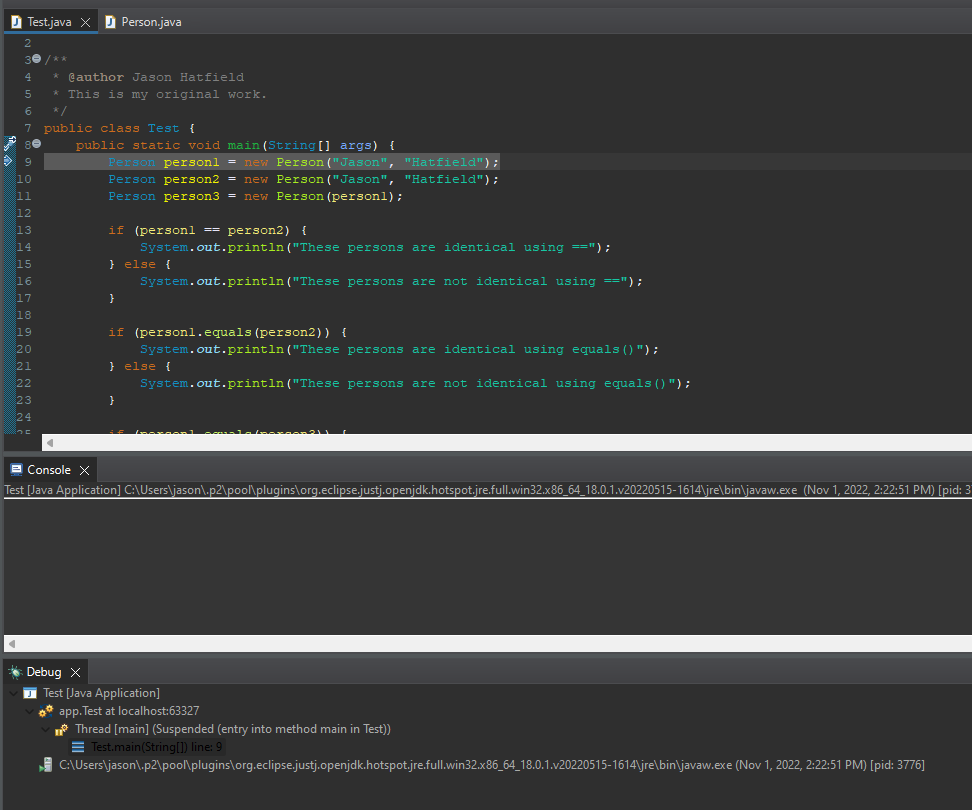 Test.java Person.java
2
3 /**
4 * @author Jason Hatfield
5 * This is my original work.
6 */
7 public class Test {
8 public static void main(String[] args) {
9 Person person1 = new Person("Jason", "Hatfield");
10 Person person2 = new Person("Jason", "Hatfield");
11 Person person3 = new Person(person1);
12
13 if (person1 == person2) {
14 System.out.println("These persons are identical using ==");
15 } else {
16 System.out.println("These persons are not identical using ==");
17 }
18
19 if (person1.equals(person2)) {
20 System.out.println("These persons are identical using equals()");
21 } else {
22 System.out.println("These persons are not identical using equals()");
23 }
24
25 if (person1.equals(person3)) {
Console
Test [Java Application] C:\Users\jason\.p2\pool\plugins\org.eclipse.justj.openjdk.hotspot.jre.full.win32.x86_64_18.0.1.v20220515-1614\jre\bin\javaw.exe (Nov 1, 2022, 2:22:51 PM) [pid: 3
Debug
Test [Java Application]
app.Test at localhost:63327
Thread [main] (Suspended (entry into method main in Test))
Test.main(String[]) line: 9
C:\Users\jason\.p2\pool\plugins\org.eclipse.justj.openjdk.hotspot.jre.full.win32.x86_64_18.0.1.v20220515-1614\jre\bin\javaw.exe (Nov 1, 2022, 2:22:51 PM) [pid: 3776]